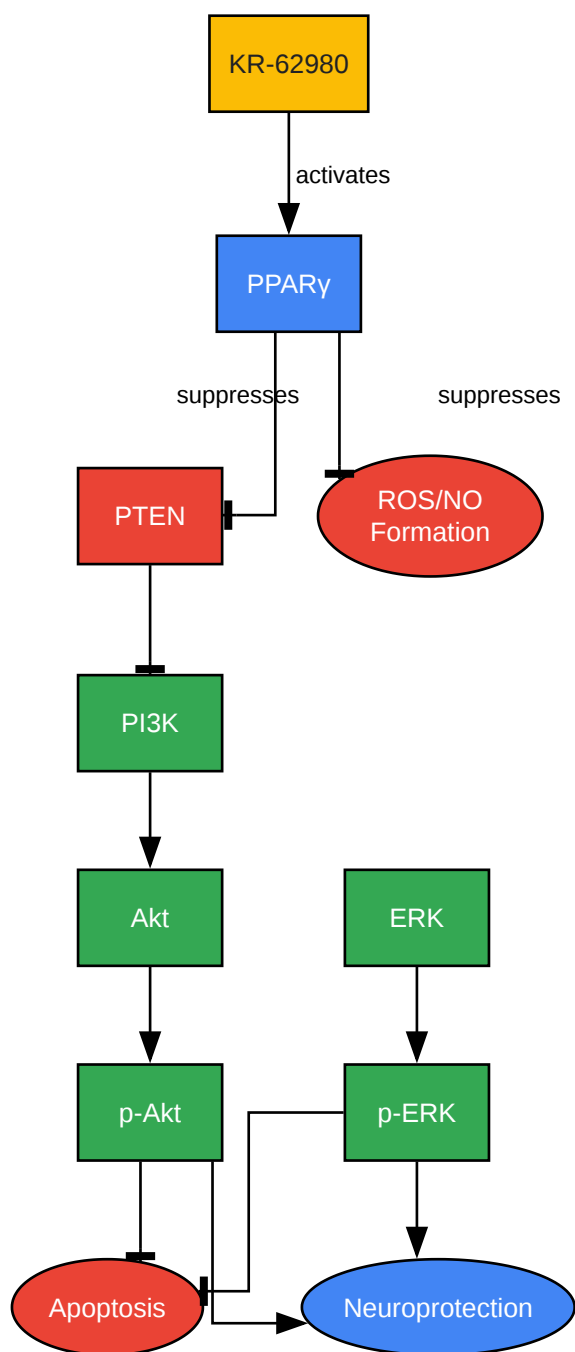 KR-62980
activates
PPARγ
suppresses
suppresses
PTEN
ROS/NO
Formation
PI3K
Akt
ERK
p-Akt
p-ERK
Apoptosis
Neuroprotection